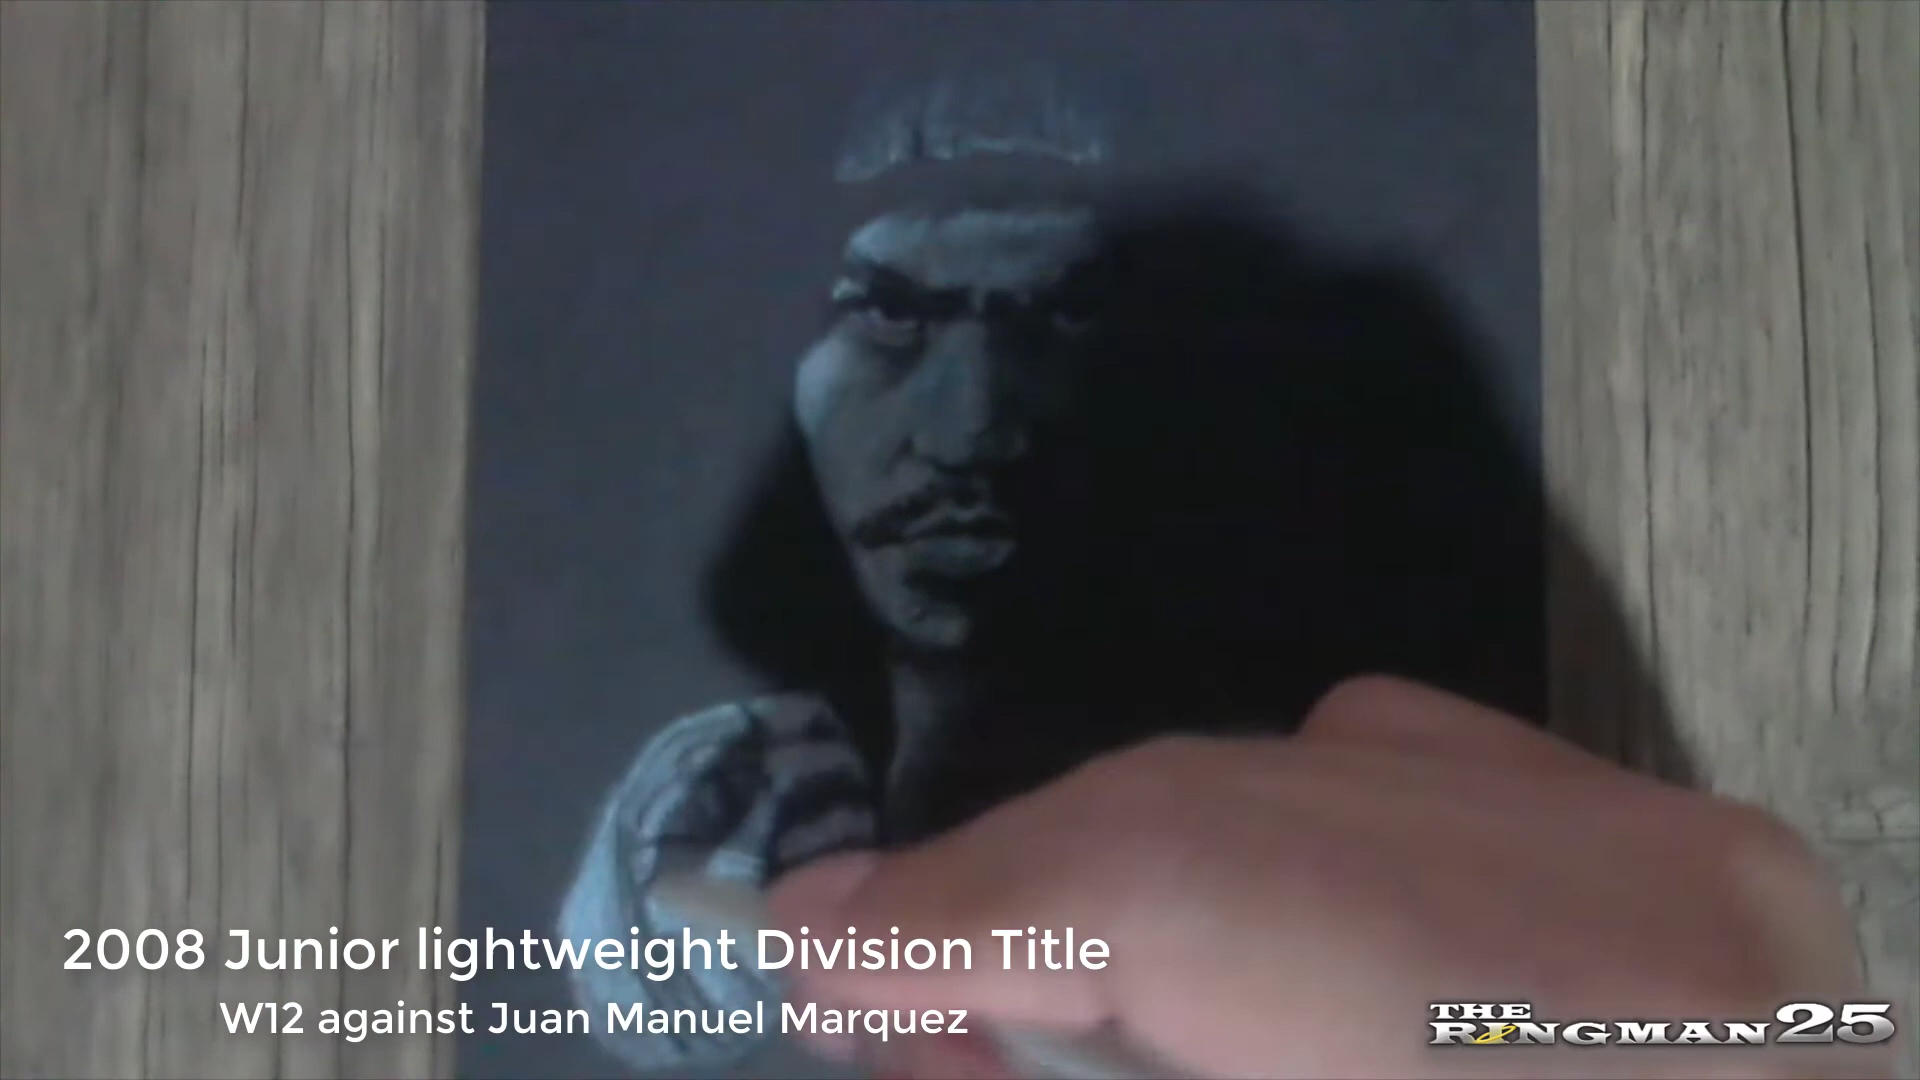 2008 Junior lightweight Division Title
W12 against Juan Manuel Marquez
THE
RINGMAN25